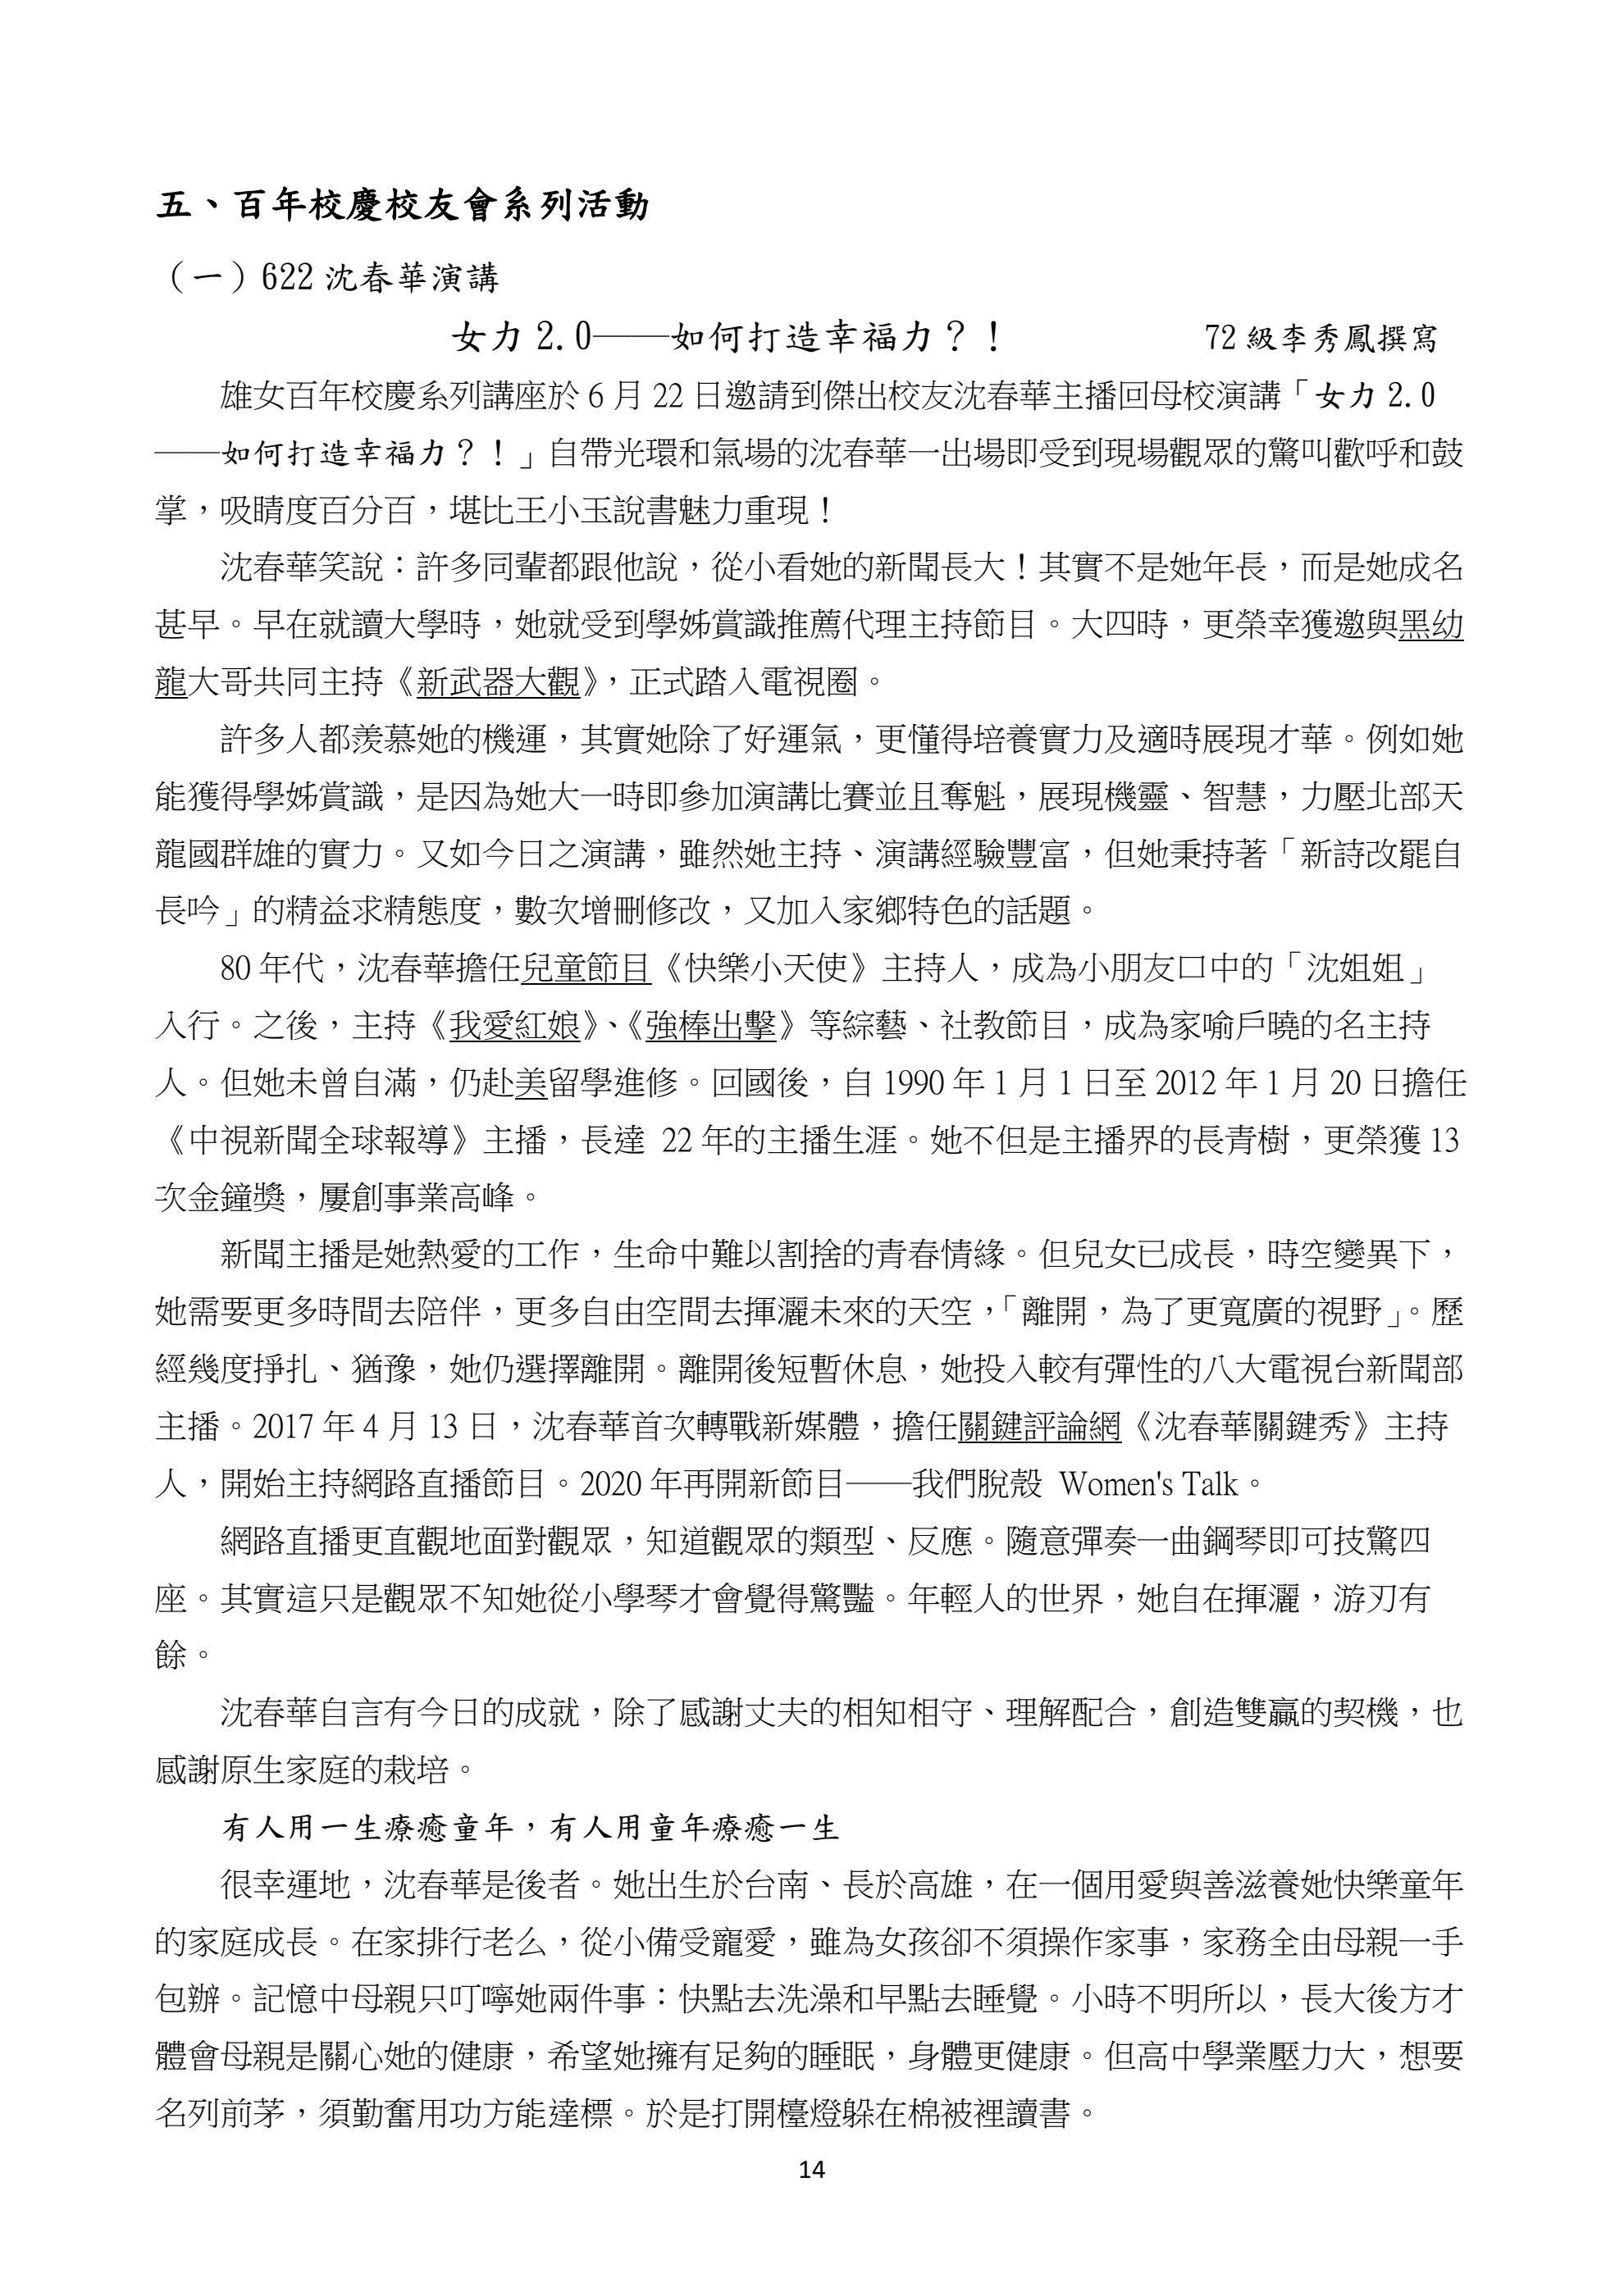 五、百年校慶校友會系列活動
（一）622 沈春華演講
女力 2.0——如何打造幸福力？！ 72 級李秀鳳撰寫
雄女百年校慶系列講座於 6 月 22 日邀請到傑出校友沈春華主播回母校演講「女力 2.0
——如何打造幸福力？！」自帶光環和氣場的沈春華一出場即受到現場觀眾的驚叫歡呼和鼓
掌，吸睛度百分百，堪比王小玉說書魅力重現！
沈春華笑說：許多同輩都跟他說，從小看她的新聞長大！其實不是她年長，而是她成名
甚早。早在就讀大學時，她就受到學姊賞識推薦代理主持節目。大四時，更榮幸獲邀與黑幼
龍大哥共同主持《新武器大觀》，正式踏入電視圈。
許多人都羨慕她的機運，其實她除了好運氣，更懂得培養實力及適時展現才華。例如她
能獲得學姊賞識，是因為她大一時即參加演講比賽並且奪魁，展現機靈、智慧，力壓北部天
龍國群雄的實力。又如今日之演講，雖然她主持、演講經驗豐富，但她秉持著「新詩改罷自
長吟」的精益求精態度，數次增刪修改，又加入家鄉特色的話題。
80 年代，沈春華擔任兒童節目《快樂小天使》主持人，成為小朋友口中的「沈姐姐」
入行。之後，主持《我愛紅娘》、《強棒出擊》等綜藝、社教節目，成為家喻戶曉的名主持
人。但她未曾自滿，仍赴美留學進修。回國後，自 1990 年 1 月 1 日至 2012 年 1 月 20 日擔任
《中視新聞全球報導》主播，長達 22 年的主播生涯。她不但是主播界的長青樹，更榮獲 13
次金鐘獎，屢創事業高峰。
新聞主播是她熱愛的工作，生命中難以割捨的青春情緣。但兒女已成長，時空變異下，
她需要更多時間去陪伴，更多自由空間去揮灑未來的天空，「離開，為了更寬廣的視野」。歷
經幾度掙扎、猶豫，她仍選擇離開。離開後短暫休息，她投入較有彈性的八大電視台新聞部
主播。2017 年 4 月 13 日，沈春華首次轉戰新媒體，擔任關鍵評論網《沈春華關鍵秀》主持
人，開始主持網路直播節目。2020 年再開新節目——我們脫殼 Women's Talk。
網路直播更直觀地面對觀眾，知道觀眾的類型、反應。隨意彈奏一曲鋼琴即可技驚四
座。其實這只是觀眾不知她從小學琴才會覺得驚豔。年輕人的世界，她自在揮灑，游刃有
餘。
沈春華自言有今日的成就，除了感謝丈夫的相知相守、理解配合，創造雙贏的契機，也
感謝原生家庭的栽培。
有人用一生療癒童年，有人用童年療癒一生
很幸運地，沈春華是後者。她出生於台南、長於高雄，在一個用愛與善滋養她快樂童年
的家庭成長。在家排行老么，從小備受寵愛，雖為女孩卻不須操作家事，家務全由母親一手
包辦。記憶中母親只叮嚀她兩件事：快點去洗澡和早點去睡覺。小時不明所以，長大後方才
體會母親是關心她的健康，希望她擁有足夠的睡眠，身體更健康。但高中學業壓力大，想要
名列前茅，須勤奮用功方能達標。於是打開檯燈躲在棉被裡讀書。
14